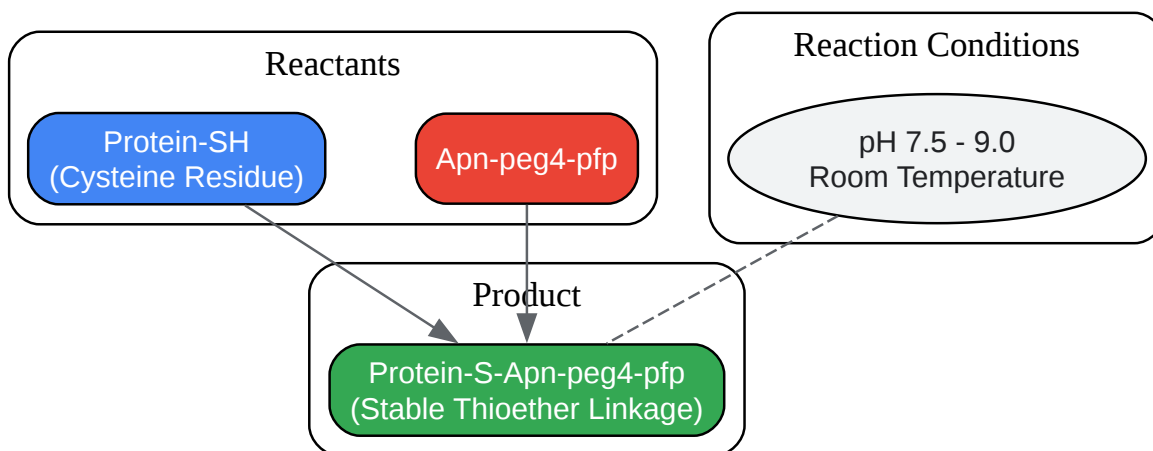 Reactants
Protein-SH
(Cysteine Residue)
Apn-peg4-pfp
Reaction Conditions
pH 7.5 - 9.0
Room Temperature
Product
Protein-S-Apn-peg4-pfp
(Stable Thioether Linkage)